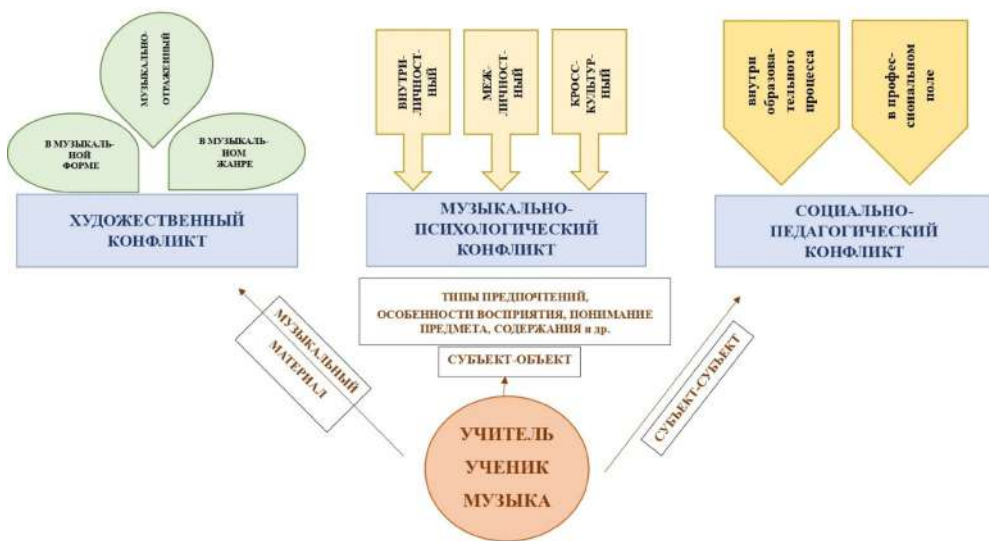 МУЗЫКАЛЬНО-
ОТРАЖЕННЫЙ
В МУЗЫКАЛЬ-
НОЙ
ФОРМЕ
В МУЗЫКАЛЬ-
НОМ
ЖАНРЕ
ХУДОЖЕСТВЕННЫЙ
КОНФЛИКТ
ВНУТРИ-
ЛИЧНОСТ-
НЫЙ
МЕЖ-
ЛИЧНОСТ-
НЫЙ
КРОСС-
КУЛЬТУР-
НЫЙ
МУЗЫКАЛЬНО-
ПСИХОЛОГИЧЕСКИЙ
КОНФЛИКТ
внутри
образова-
тельного
процесса
в профес-
сиональном
поле
СОЦИАЛЬНО-
ПЕДАГОГИЧЕСКИЙ
КОНФЛИКТ
ТИПЫ ПРЕДПОЧТЕНИЙ,
ОСОБЕННОСТИ ВОСПРИЯТИЯ, ПОНИМАНИЕ
ПРЕДМЕТА, СОДЕРЖАНИЯ и др.
СУБЪЕКТ-ОБЪЕКТ
МУЗЫКАЛЬНЫЙ
МАТЕРИАЛ
СУБЪЕКТ-СУБЪЕКТ
УЧИТЕЛЬ
УЧЕНИК
МУЗЫКА